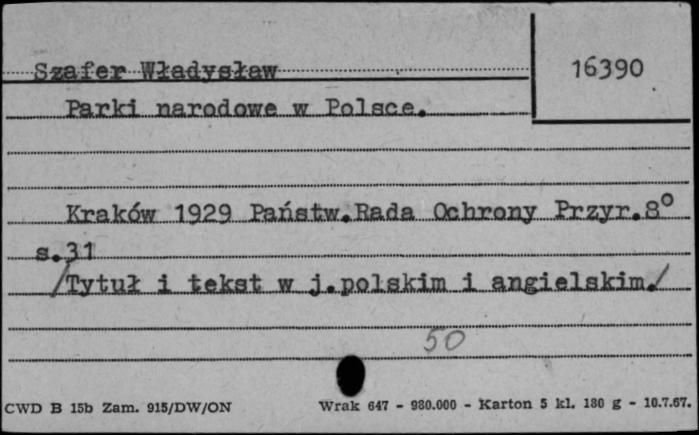 Szafer Władysław
16390
Parki narodowe w Polsce.
Kraków 1929 Państw.Rada Ochrony Przyr.8°
s.31
/Tytuł i tekst w j.polskim i angielskim./
50
CWD B 15b Zam. 915/DW/ON Wrak 647 - 980.000 - Karton 5 kl. 180 g - 10.7.67.